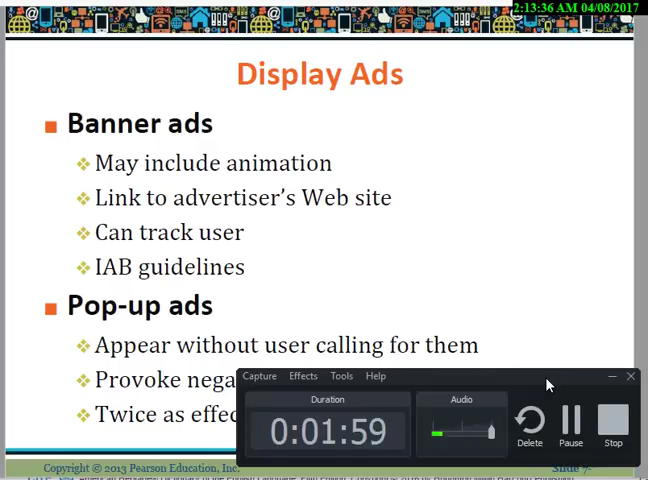 2:13:36 AM 04/08/2017
Display Ads
Banner ads
May include animation
Link to advertiser's Web site
Can track user
IAB guidelines
Pop-up ads
Appear without user calling for them
Provoke nega
Twice as effec
Capture Effects Tools Help
Duration
Audio
0:01:59
Delete Pause Stop
Copyright © 2013 Pearson Education, Inc.
Slide 7-